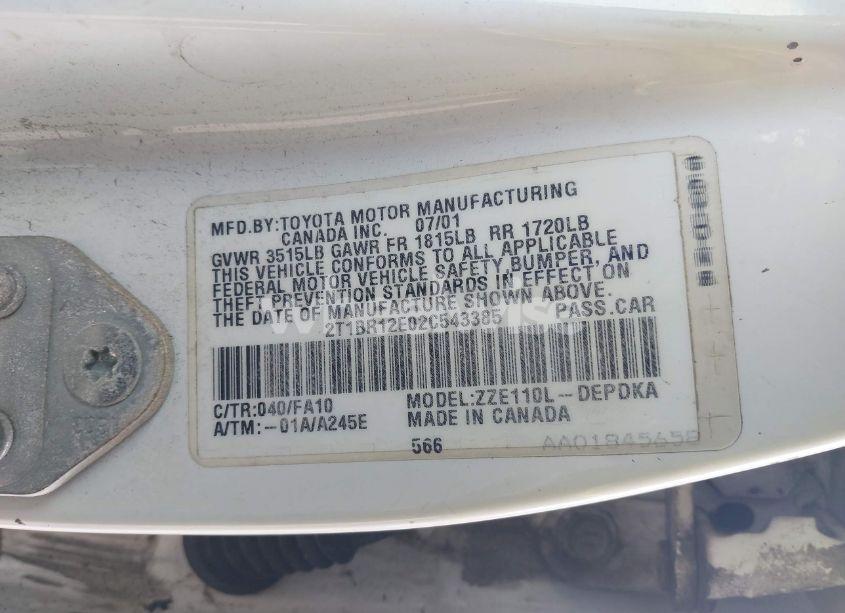 MFD.BY:TOYOTA MOTOR MANUFACTURING
CANADA INC. 07/01
GVWR 3515LB GAWR FR 1815LB RR 1720LB
THIS VEHICLE CONFORMS TO ALL APPLICABLE
FEDERAL MOTOR VEHICLE SAFETY,BUMPER, AND
THEFT PREVENTION STANDARDS IN EFFECT ON
THE DATE OF MANUFACTURE SHOWN ABOVE.
2T1BR12E02C543385 PASS.CAR
C/TR:040/FA10 MODEL:ZZE110L--DEPDKA
A/TM:-01A/A245E MADE IN CANADA
566